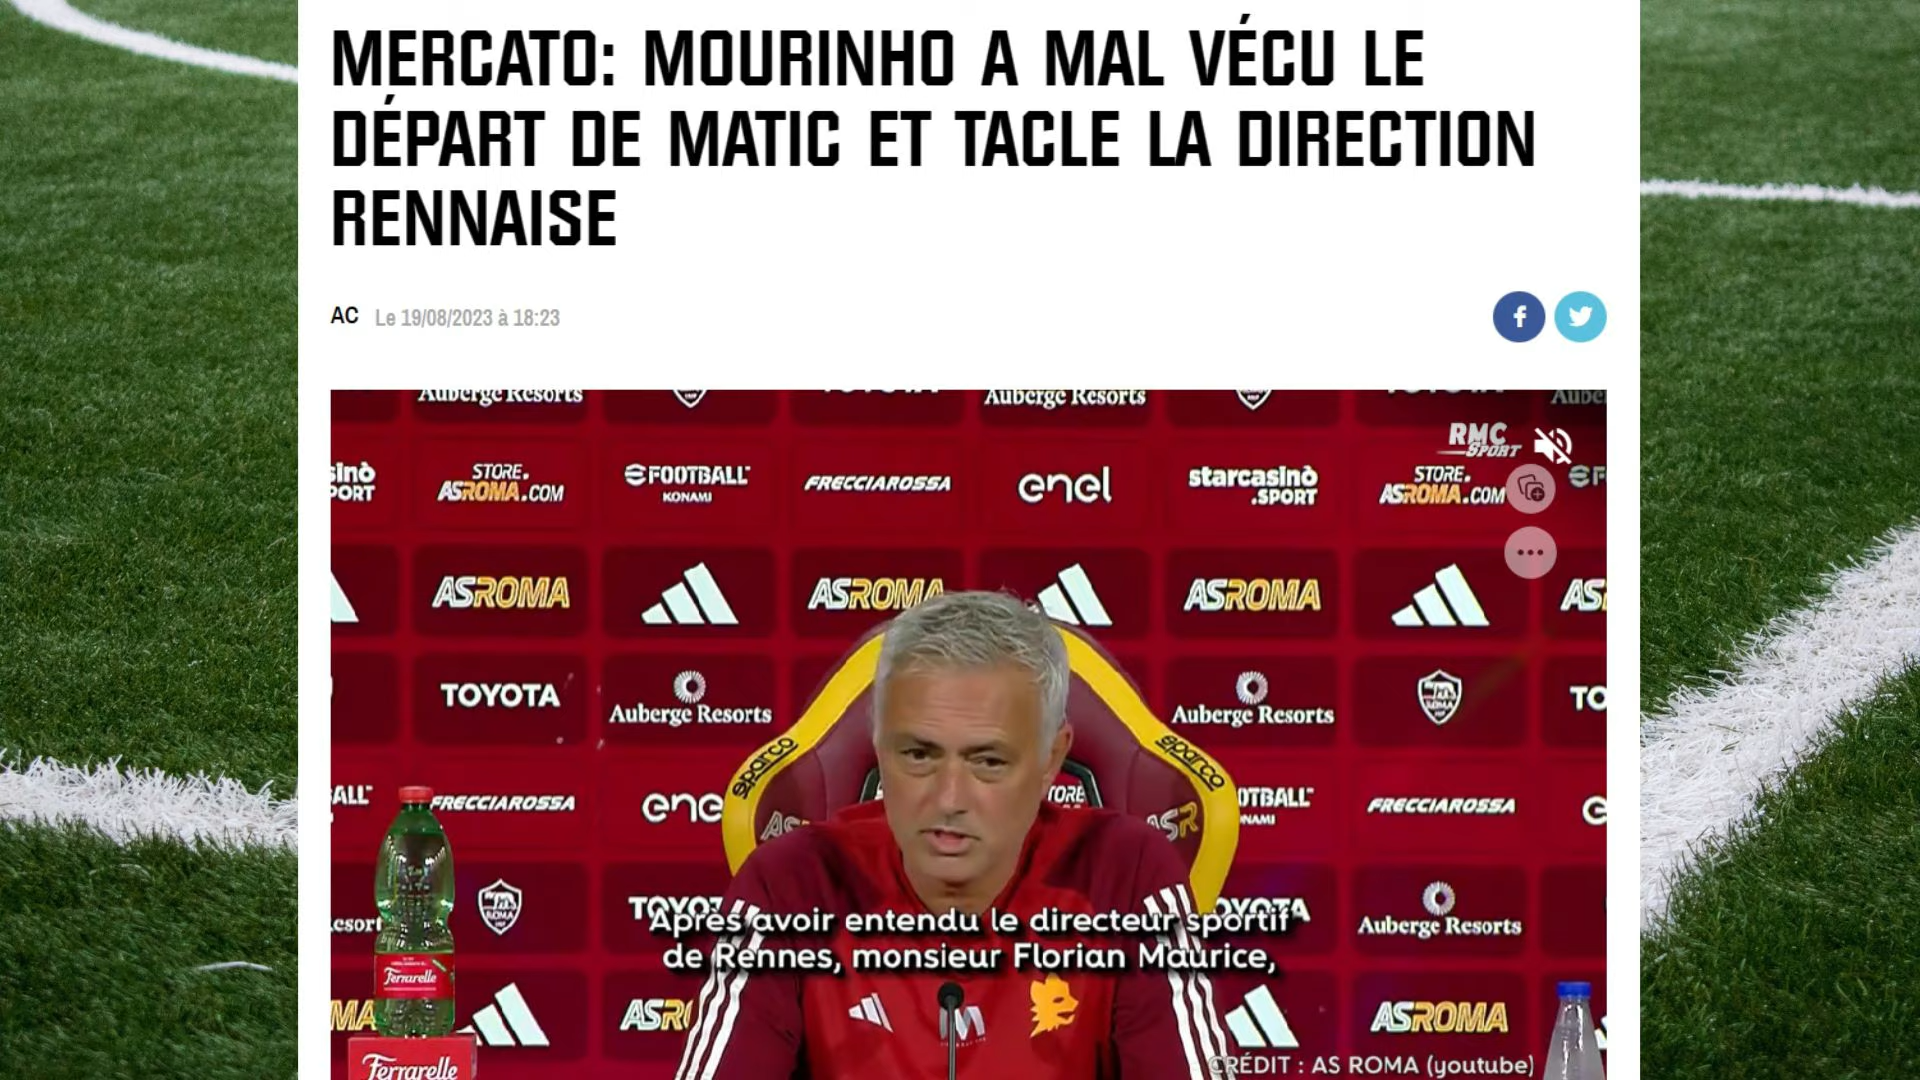 MERCATO: MOURINHO A MAL VÉCU LE
DÉPART DE MATIC ET TACLE LA DIRECTION
RENNAISE
AC Le 19/08/2023 à 18:23
Auberge Resorts Auberge Resorts
RMC SPORT
STORE. ASROMA.COM eFOOTBALL KONAMI FRECCIAROSSA enel starcasinò .SPORT STORE. ASROMA.COM
ASROMA ASROMA ASROMA
TOYOTA Auberge Resorts Auberge Resorts ROMA
sparco sparco
FRECCIAROSSA FRECCIAROSSA
ROMA Auberge Resorts
Après avoir entendu le directeur sportif
de Rennes, monsieur Florian Maurice,
Ferrarelle
ASROMA
CRÉDIT : AS ROMA (youtube)
Ferrarelle